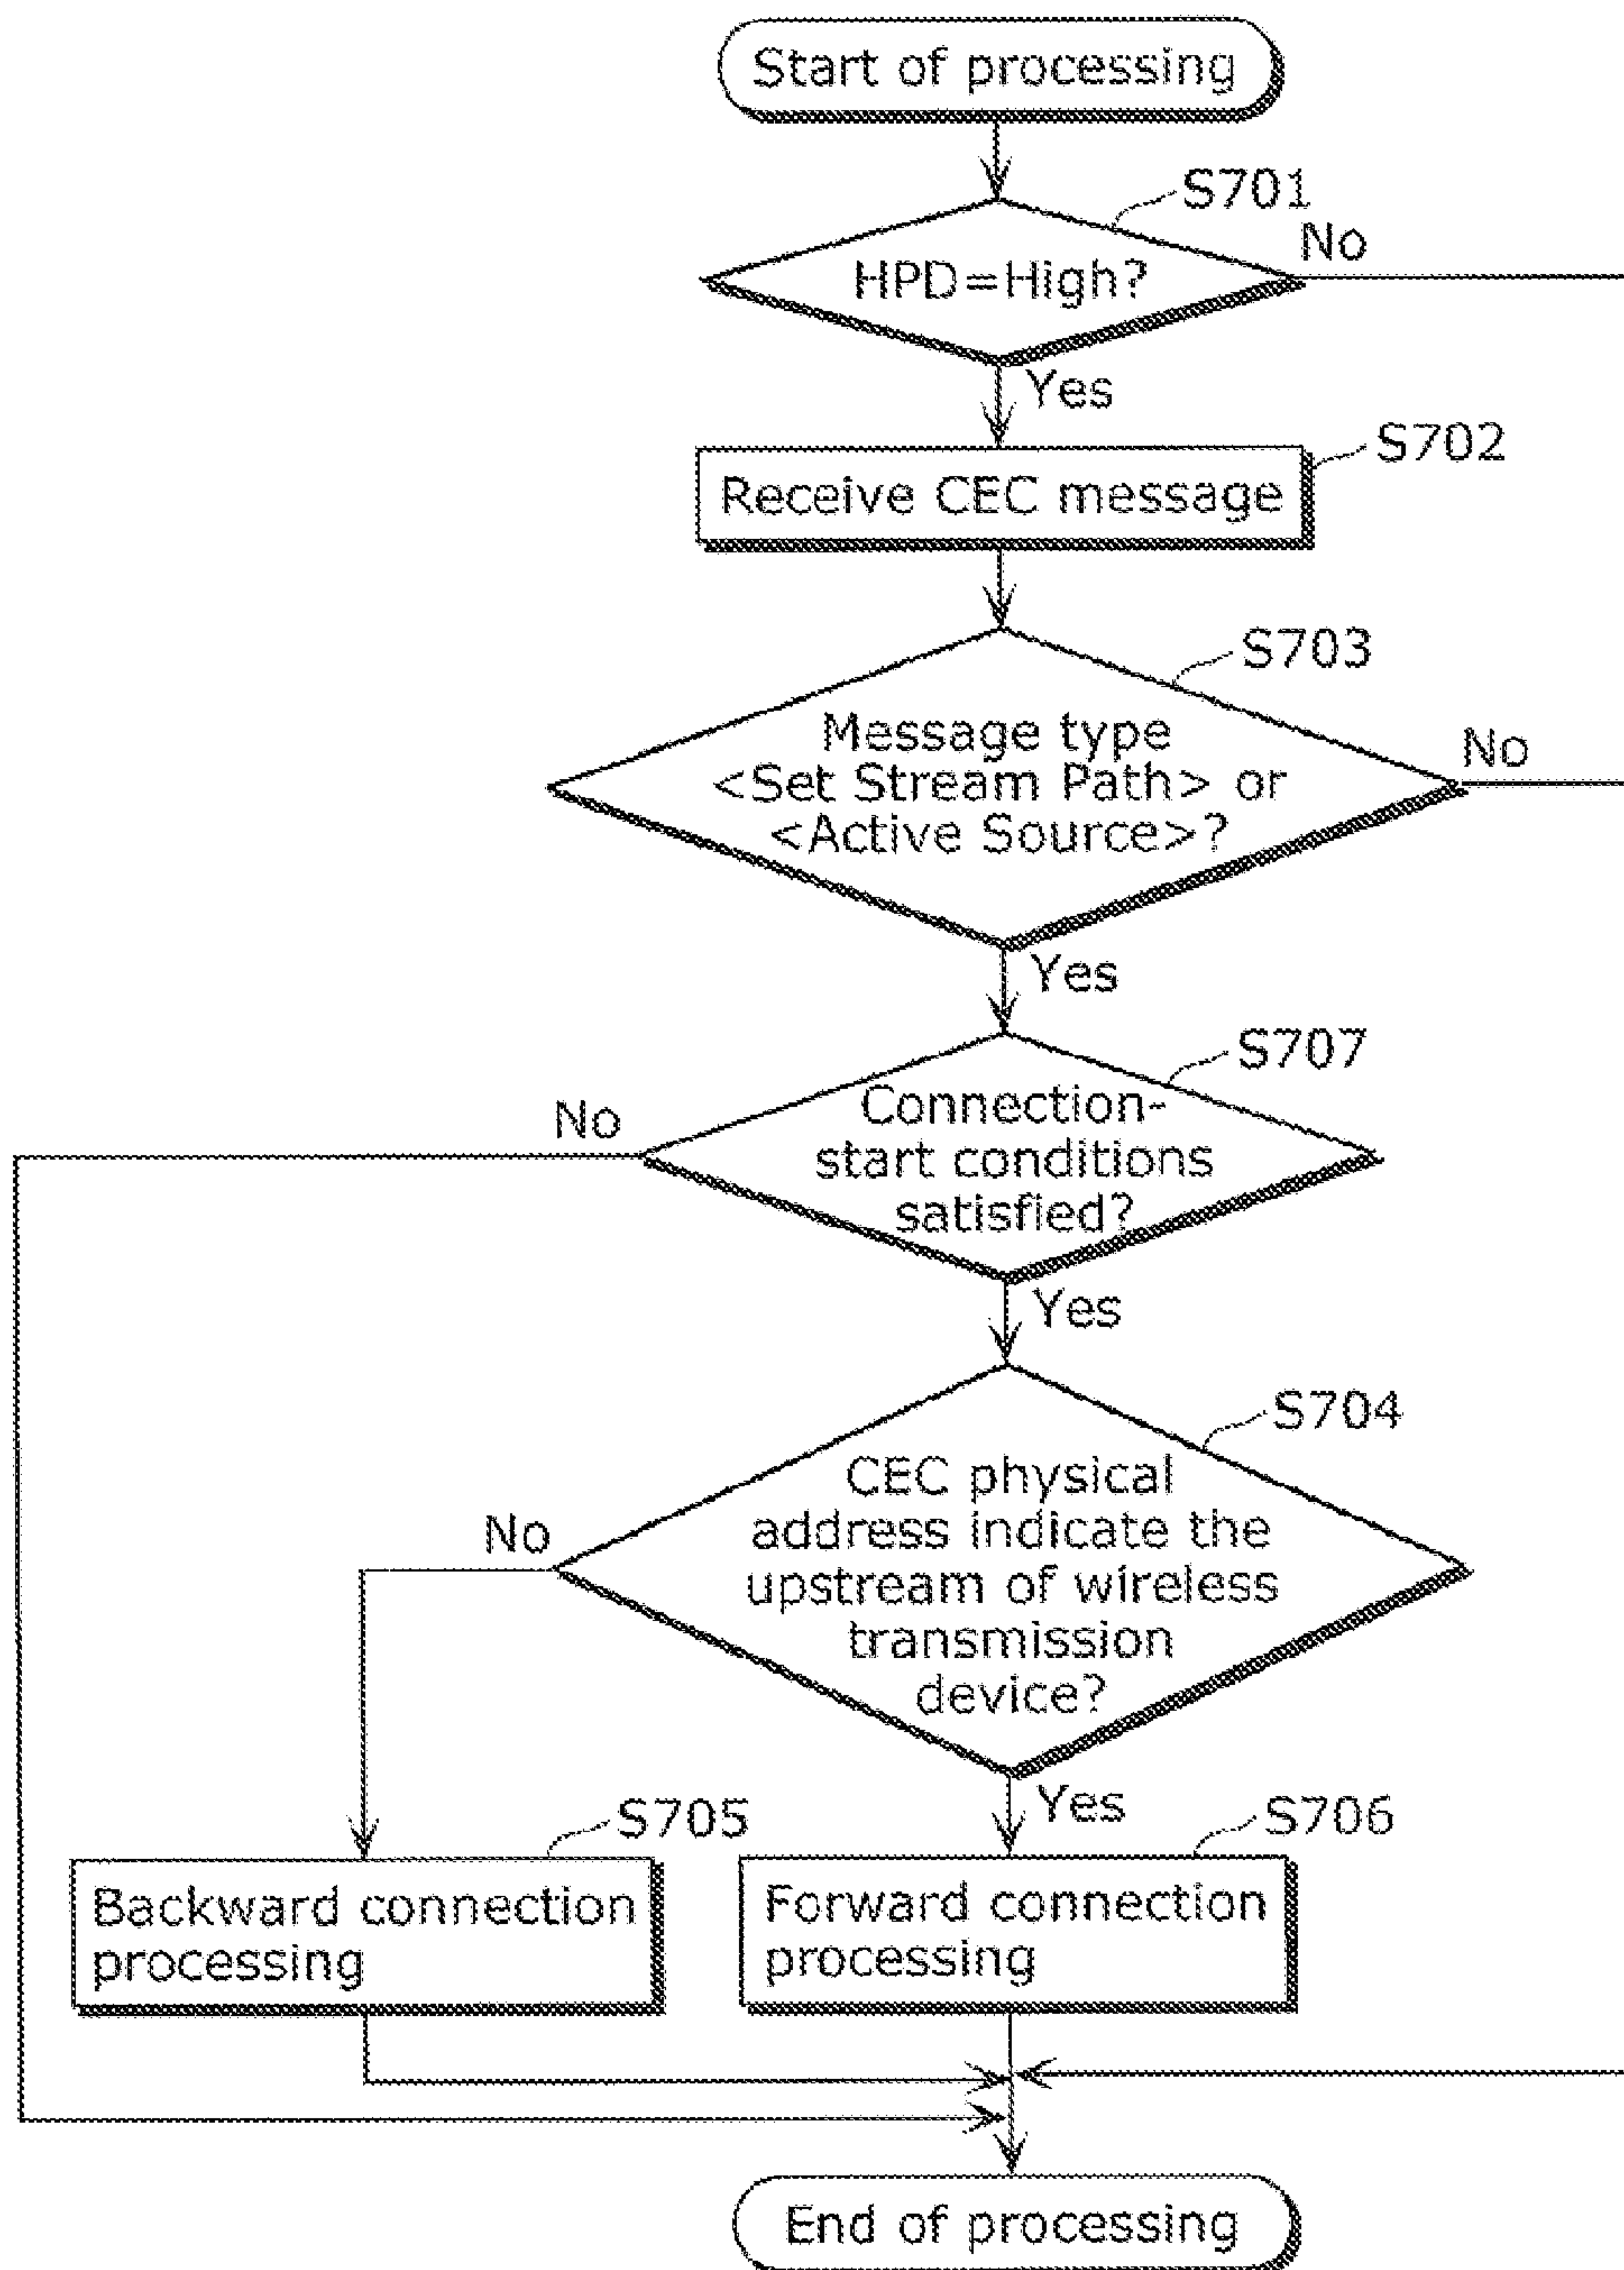 Start of processing
S701
HPD=High?
No
Yes
S702
Receive CEC message
S703
Message type
<Set Stream Path> or
<Active Source>?
No
Yes
S707
Connection-
start conditions
satisfied?
No
Yes
S704
CEC physical
address indicate the
upstream of wireless
transmission
device?
No
Yes
S705
Backward connection
processing
S706
Forward connection
processing
End of processing